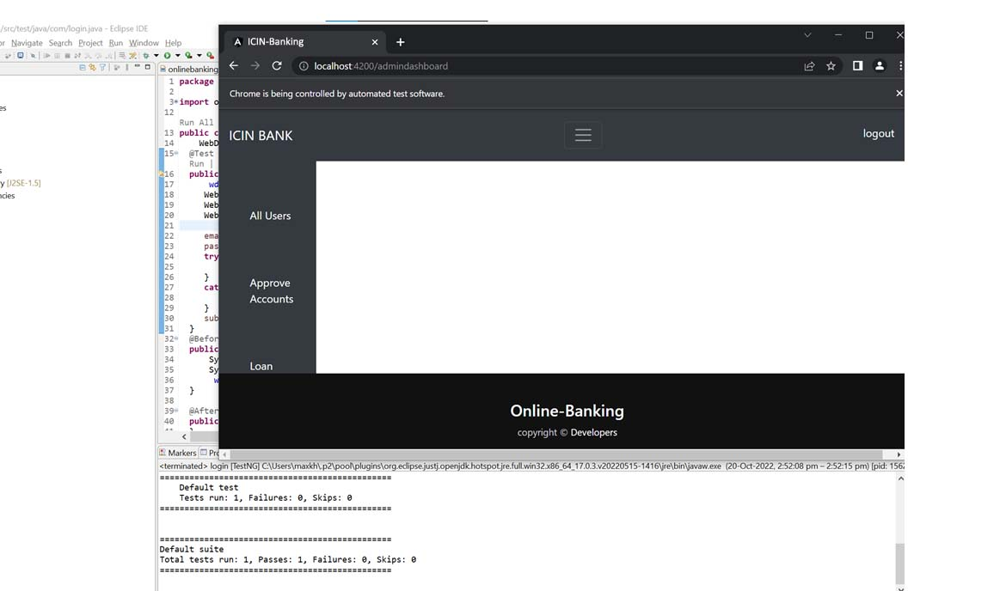 /src/test/java/com/login.java - Eclipse IDE
Navigate Search Project Run Window Help
[J2SE-1.5]
onlinebanking
1 package
2
3 import
12
Run All
13 public
14 WebD
15 @Test
Run |
16 public
17 wd
18 Web
19 Web
20 Web
21
22 ema
23 pas
24 try
25
26 }
27 cat
28
29 }
30 sub
31 }
32 @Befor
33 public
34 Sy
35 Sy
36 w
37 }
38
39 @After
40 public
ICIN-Banking
localhost:4200/admindashboard
Chrome is being controlled by automated test software.
ICIN BANK
logout
All Users
Approve
Accounts
Loan
Online-Banking
copyright © Developers
Markers
<terminated> login [TestNG] C:\Users\maxkh\.p2\pool\plugins\org.eclipse.justj.openjdk.hotspot.jre.full.win32.x86_64_17.0.3.v20220515-1416\jre\bin\javaw.exe (20-Oct-2022, 2:52:08 pm – 2:52:15 pm) [pid: 1562
===============================================
Default test
Tests run: 1, Failures: 0, Skips: 0
===============================================
===============================================
Default suite
Total tests run: 1, Passes: 1, Failures: 0, Skips: 0
===============================================